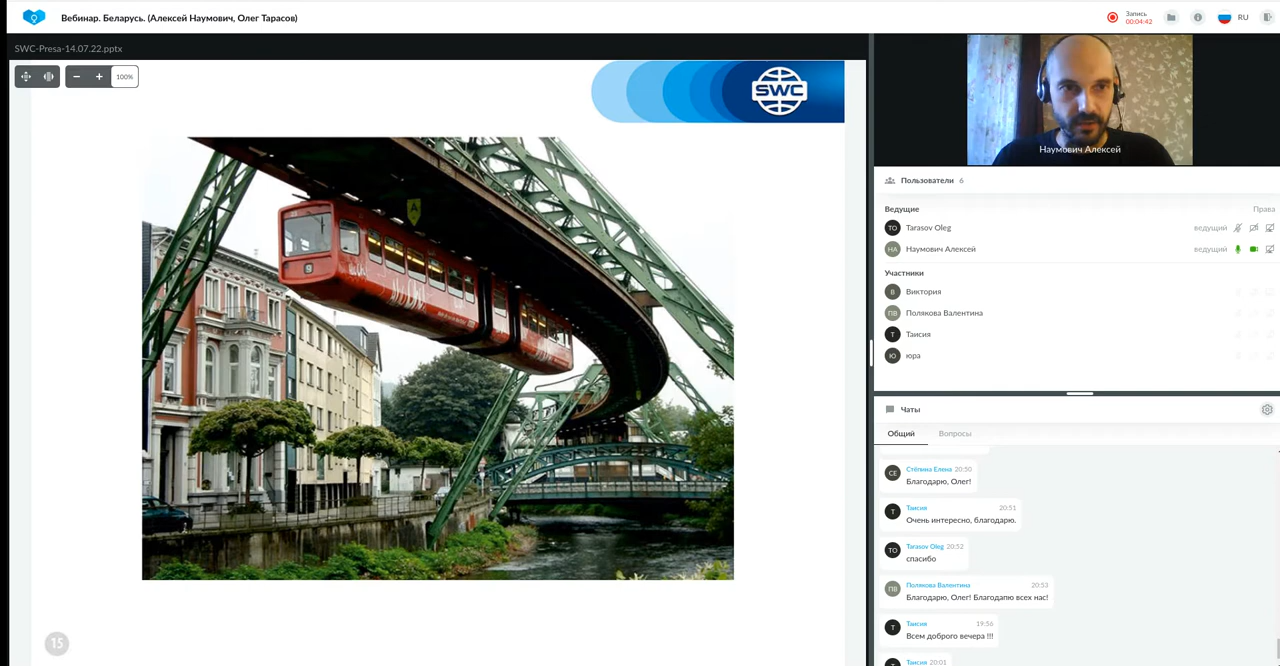 Вебинар. Беларусь. (Алексей Наумович, Олег Тарасов)
Запись
00:04:42
RU
SWC-Presa-14.07.22.pptx
100%
SWC
A
9
15
Наумович Алексей
Пользователи 6
Ведущие Права
TO Tarasov Oleg ведущий
НА Наумович Алексей ведущий
Участники
В Виктория
ПВ Полякова Валентина
Т Таисия
Ю юра
Чаты
Общий Вопросы
СЕ Стёпина Елена 20:50
Благодарю, Олег!
Т Таисия 20:51
Очень интересно, благодарю.
TO Tarasov Oleg 20:52
спасибо
ПВ Полякова Валентина 20:53
Благодарю, Олег! Благодапю всех нас!
Т Таисия 19:56
Всем доброго вечера !!!
Т Таисия 20:01